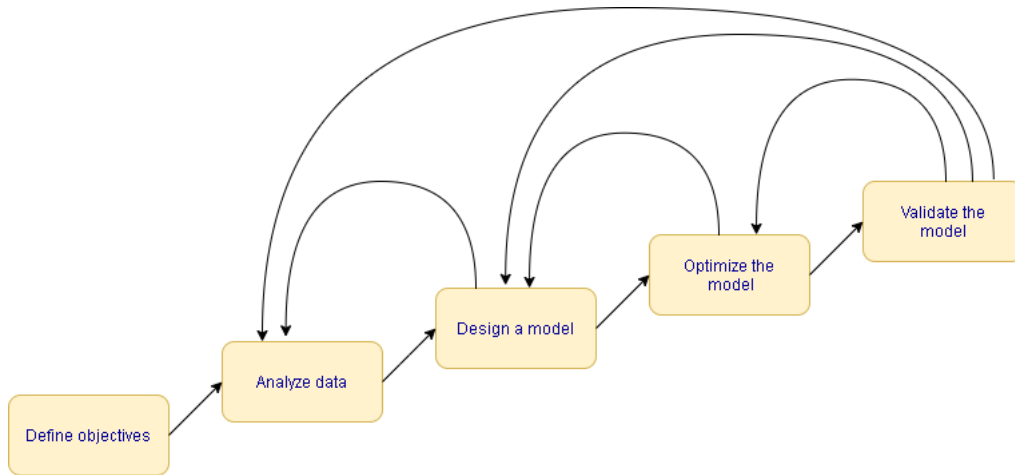 Validate the
model
Optimize the
model
Design a model
Analyze data
Define objectives